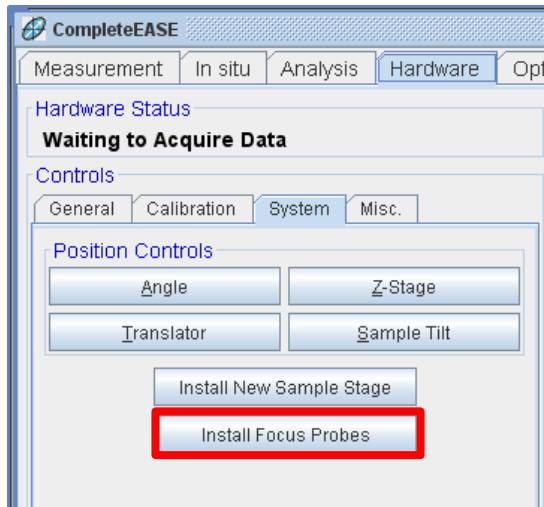 CompleteEASE
Measurement In situ Analysis Hardware
Hardware Status
Waiting to Acquire Data
Controls
General Calibration System Misc.
Position Controls
Angle Z-Stage
Translator Sample Tilt
Install New Sample Stage
Install Focus Probes